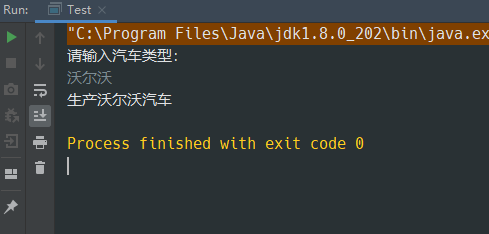 Run: Test ×
"C:\Program Files\Java\jdk1.8.0_202\bin\java.ex
请输入汽车类型：
沃尔沃
生产沃尔沃汽车
Process finished with exit code 0